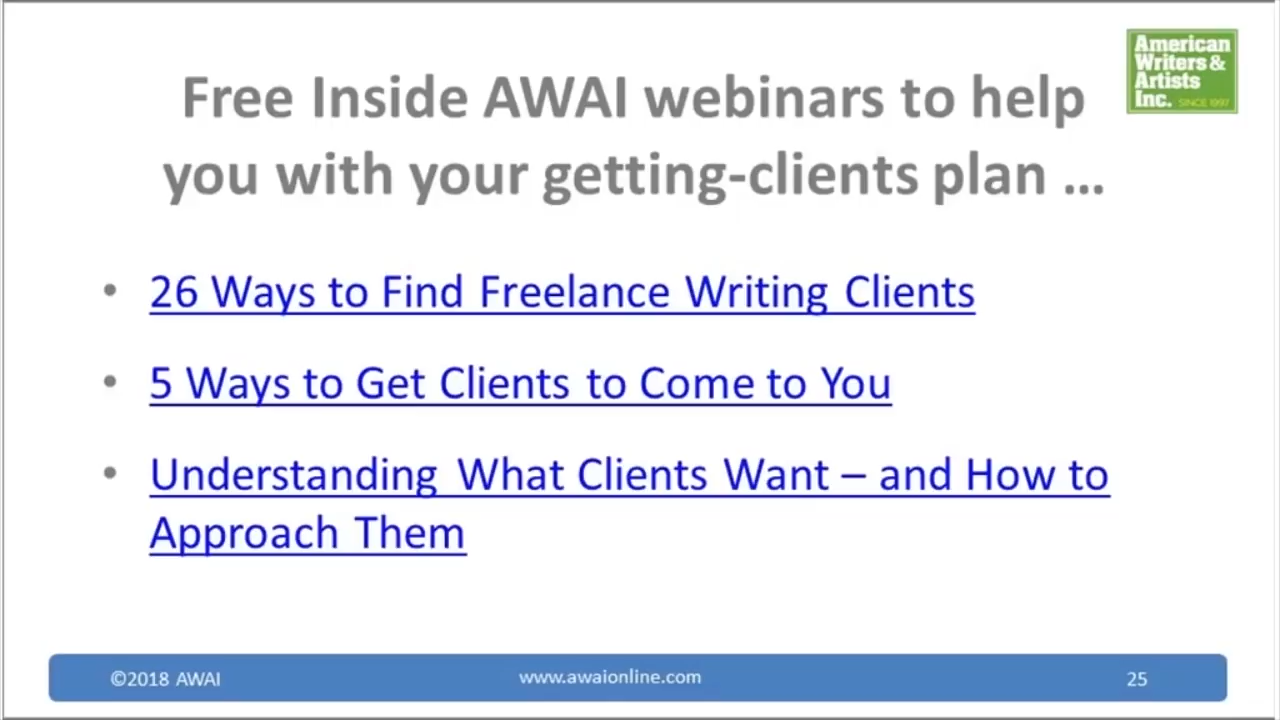 American
Writers &
Artists
Inc. SINCE 1997
Free Inside AWAI webinars to help
you with your getting-clients plan ...
• 26 Ways to Find Freelance Writing Clients
• 5 Ways to Get Clients to Come to You
• Understanding What Clients Want – and How to
Approach Them
©2018 AWAI
www.awaionline.com
25